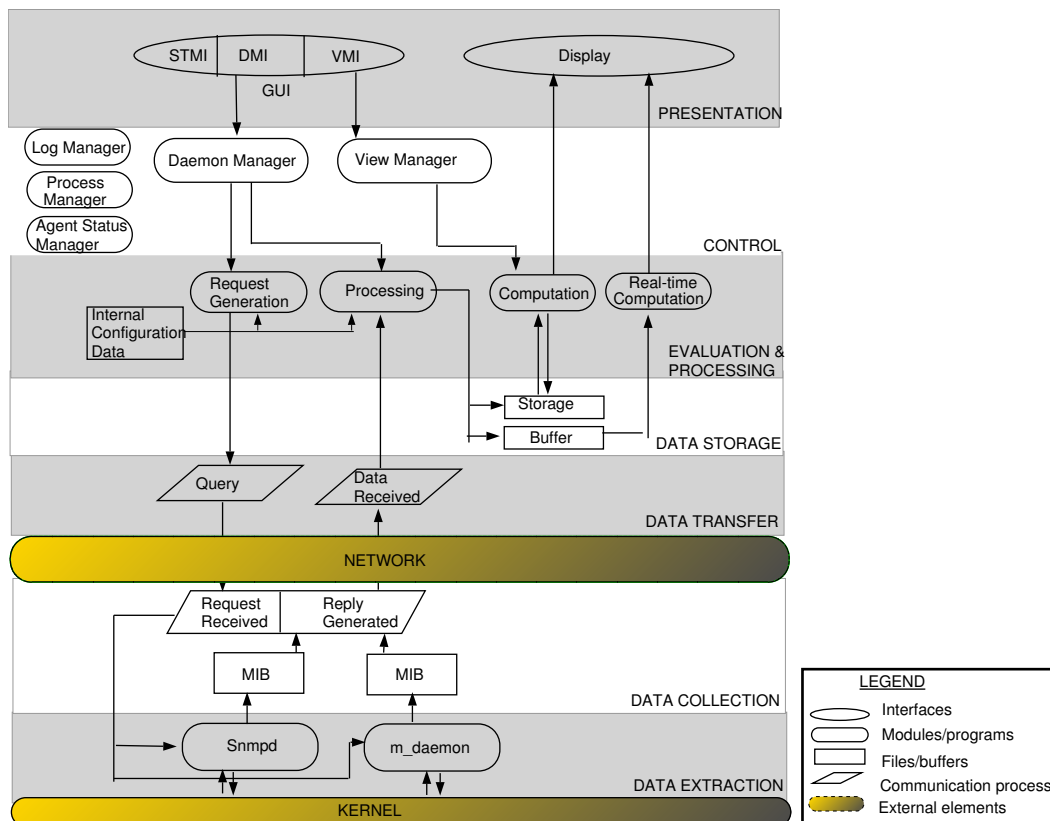 STMI DMI VMI
GUI
Display
PRESENTATION
Log Manager
Daemon Manager
View Manager
Process
Manager
Agent Status
Manager
CONTROL
Request
Generation
Processing
Computation
Real-time
Computation
Internal
Configuration
Data
EVALUATION &
PROCESSING
Storage
Buffer
DATA STORAGE
Query
Data
Received
DATA TRANSFER
NETWORK
Request
Received
Reply
Generated
MIB
MIB
DATA COLLECTION
Snmpd
m_daemon
DATA EXTRACTION
KERNEL
LEGEND
Interfaces
Modules/programs
Files/buffers
Communication process
External elements